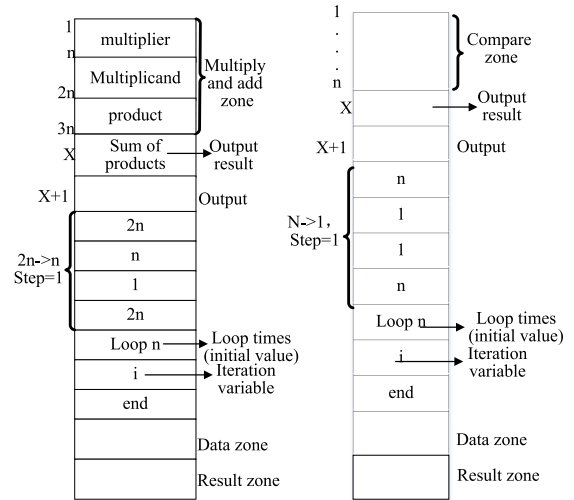 1
n
multiplier
Multiplicand
2n
product
3n
Multiply
and add
zone
X
Sum of
products
Output
result
X+1
Output
2n
n
1
2n
2n->n
Step=1
Loop n
Loop times
(initial value)
i
Iteration
variable
end
Data zone
Result zone
1
.
.
.
n
Compare
zone
X
Output
result
X+1
Output
n
1
1
n
N->1,
Step=1
Loop n
Loop times
(initial value)
i
Iteration
variable
end
Data zone
Result zone